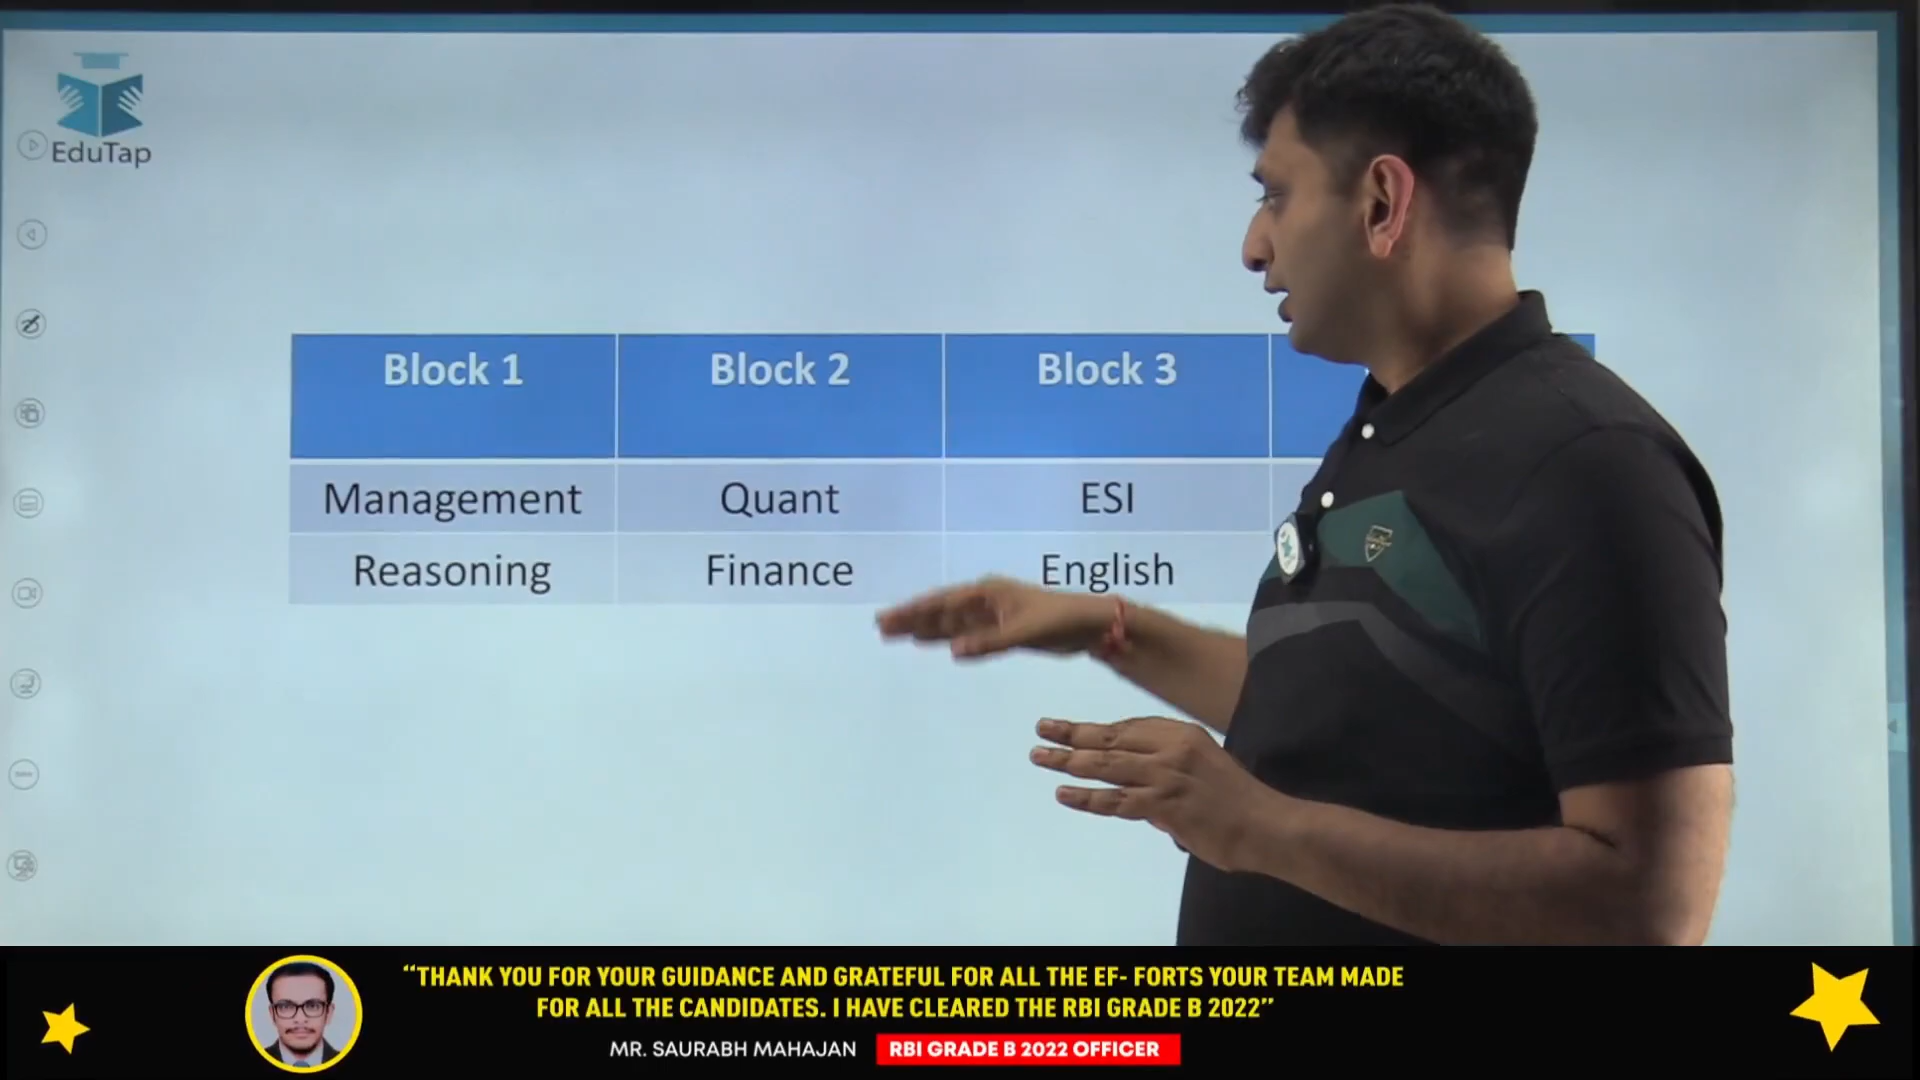 EduTap
Block 1 Block 2 Block 3
Management Quant ESI
Reasoning Finance English
“THANK YOU FOR YOUR GUIDANCE AND GRATEFUL FOR ALL THE EF- FORTS YOUR TEAM MADE
FOR ALL THE CANDIDATES. I HAVE CLEARED THE RBI GRADE B 2022”
MR. SAURABH MAHAJAN RBI GRADE B 2022 OFFICER